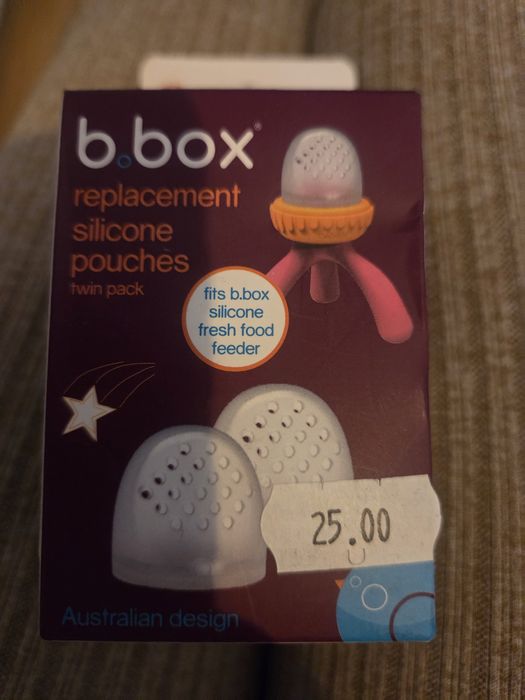 b.box®
replacement
silicone
pouches
twin pack
fits b.box
silicone
fresh food
feeder
25.00
Australian design